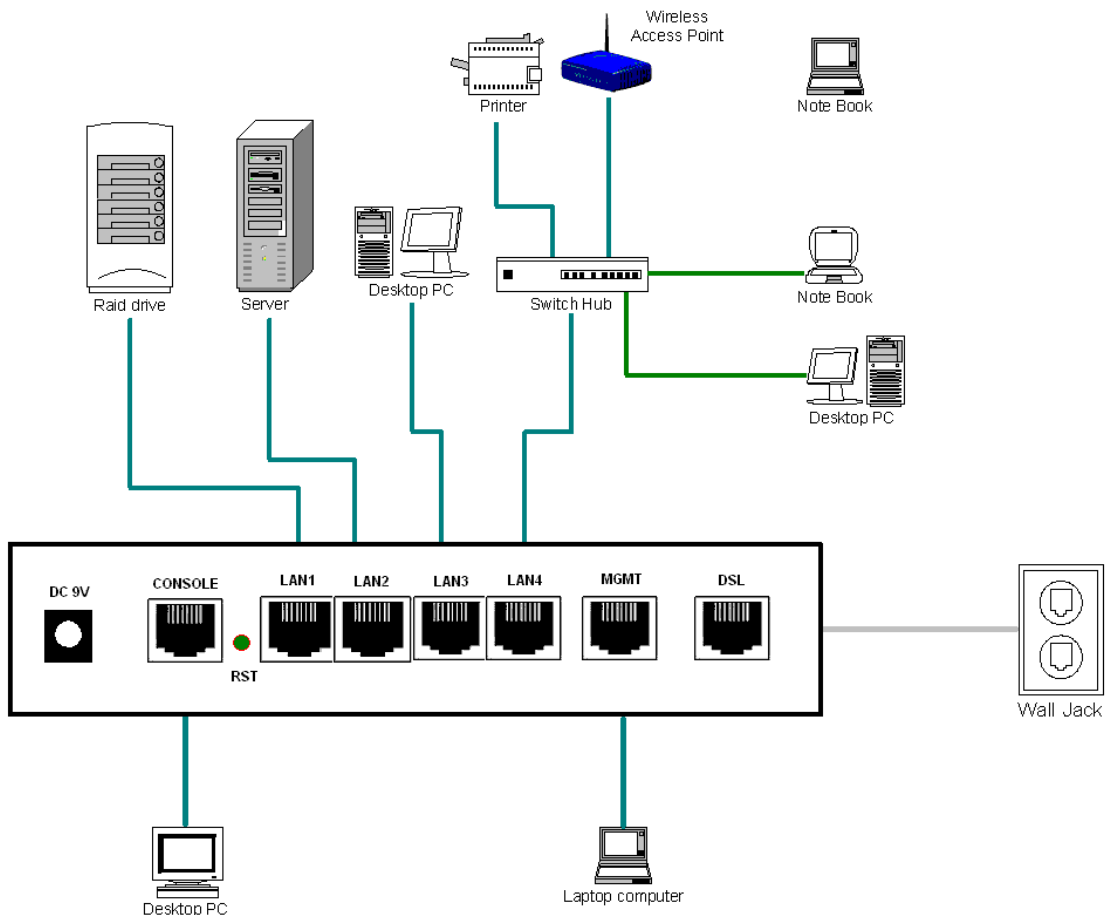 Wireless
Access Point
Printer
Note Book
Raid drive
Server
Desktop PC
Switch Hub
Note Book
Desktop PC
DC 9V
CONSOLE
RST
LAN1
LAN2
LAN3
LAN4
MGMT
DSL
Wall Jack
Desktop PC
Laptop computer